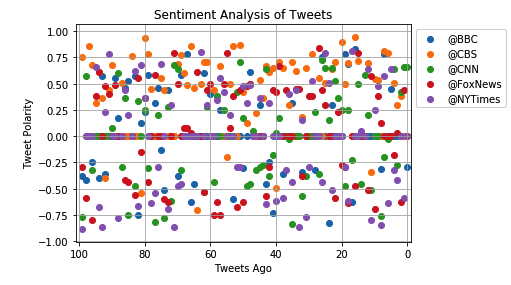 Sentiment Analysis of Tweets
1.00
0.75
0.50
0.25
0.00
−0.25
−0.50
−0.75
−1.00
Tweet Polarity
100 80 60 40 20 0
Tweets Ago
@BBC
@CBS
@CNN
@FoxNews
@NYTimes